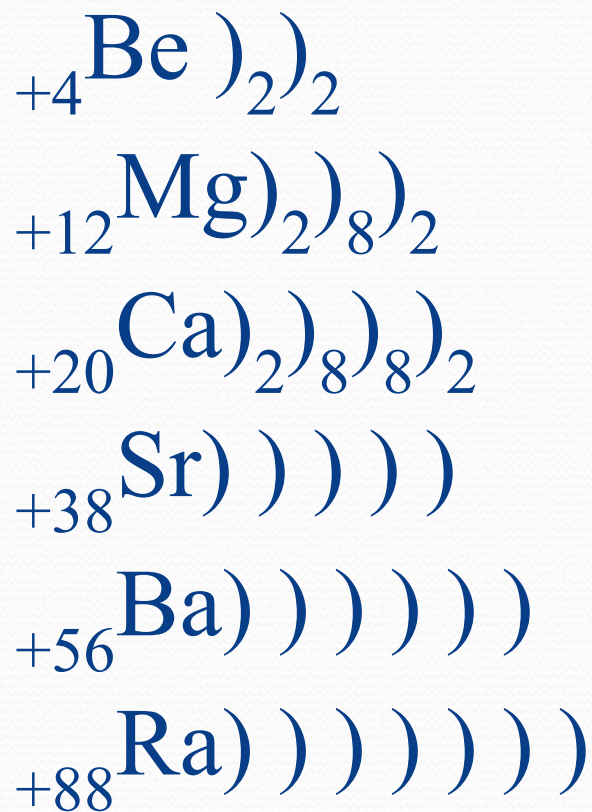 +4Be )2)2
+12Mg)2)8)2
+20Ca)2)8)8)2
+38Sr) ) ) ) )
+56Ba) ) ) ) ) )
+88Ra) ) ) ) ) ) )